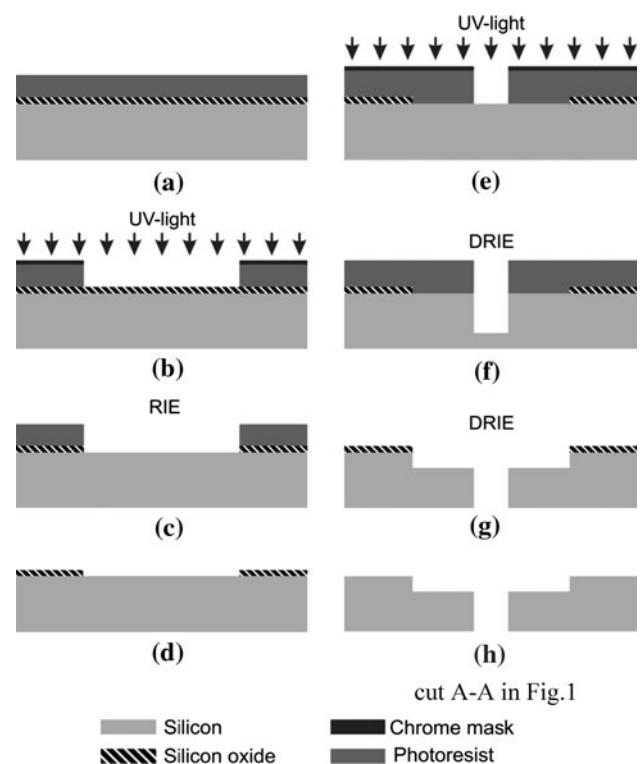 (a)
UV-light
(b)
RIE
(c)
(d)
UV-light
(e)
DRIE
(f)
DRIE
(g)
(h)
cut A-A in Fig.1
Silicon
Silicon oxide
Chrome mask
Photoresist